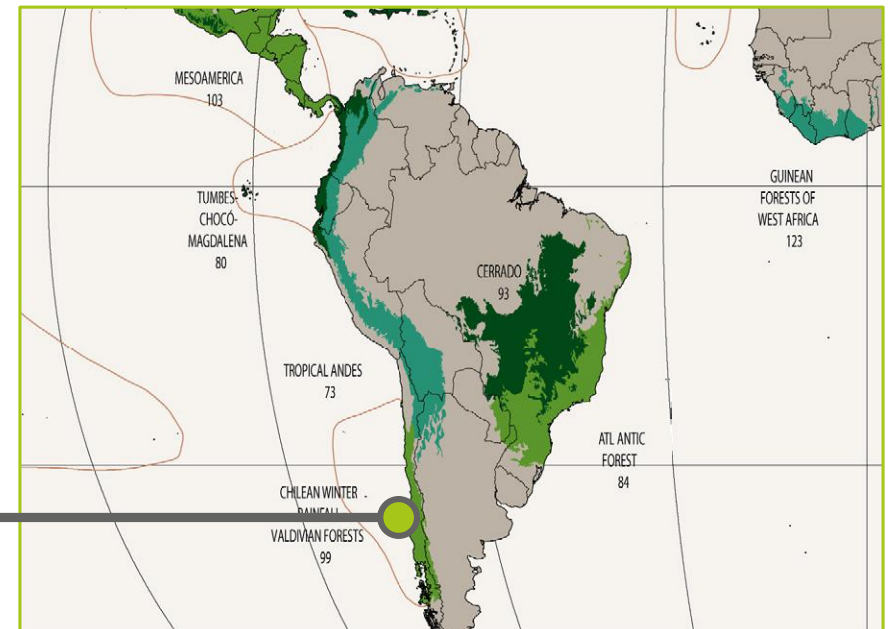 MESOAMERICA
103
TUMBES-
CHOCÓ-
MAGDALENA
80
GUINEAN
FORESTS OF
WEST AFRICA
123
CERRADO
93
TROPICAL ANDES
73
ATL ANTIC
FOREST
84
CHILEAN WINTER -
RAINFALL
VALDIVIAN FORESTS
99